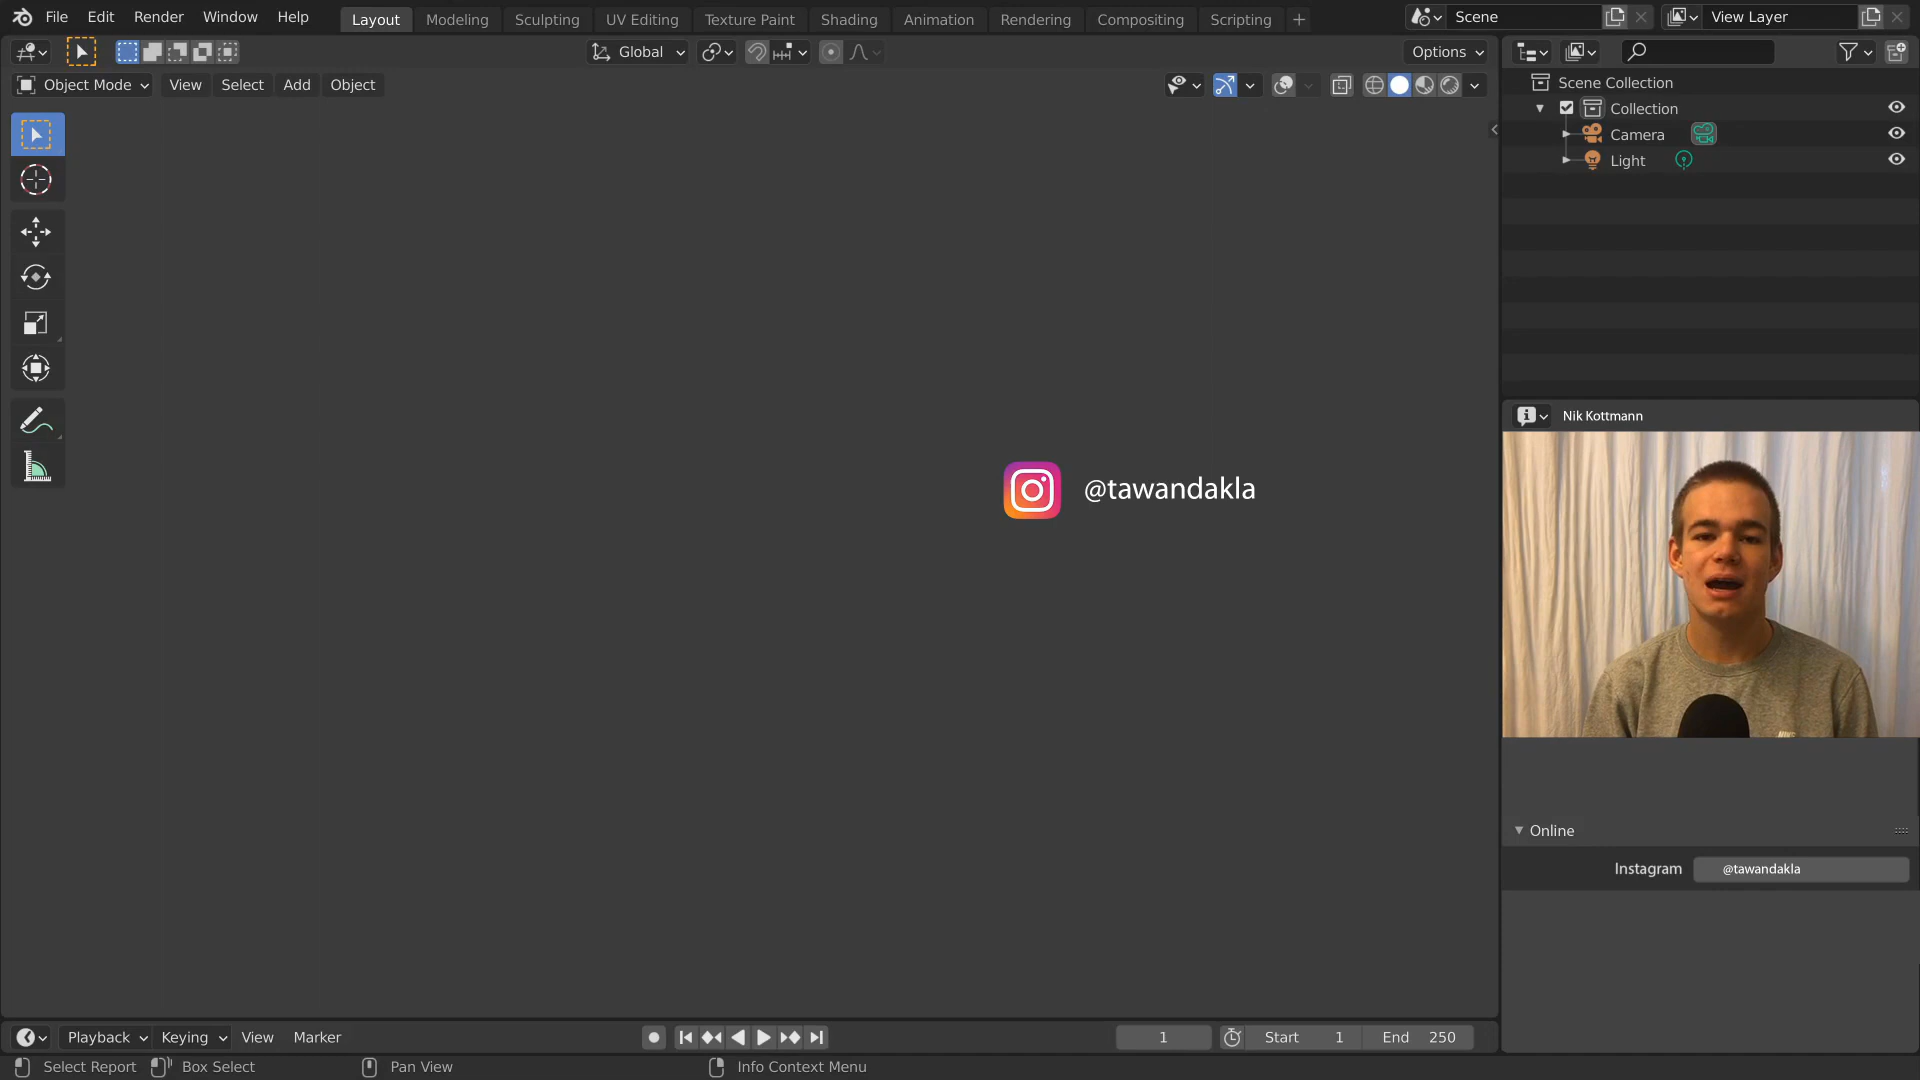 File Edit Render Window Help Layout Modeling Sculpting UV Editing Texture Paint Shading Animation Rendering Compositing Scripting Scene View Layer
Global Options
Object Mode View Select Add Object
Scene Collection
Collection
Camera
Light
Nik Kottmann
@tawandakla
Online
Instagram @tawandakla
Playback Keying View Marker 1 Start 1 End 250
Select Report Box Select Pan View Info Context Menu